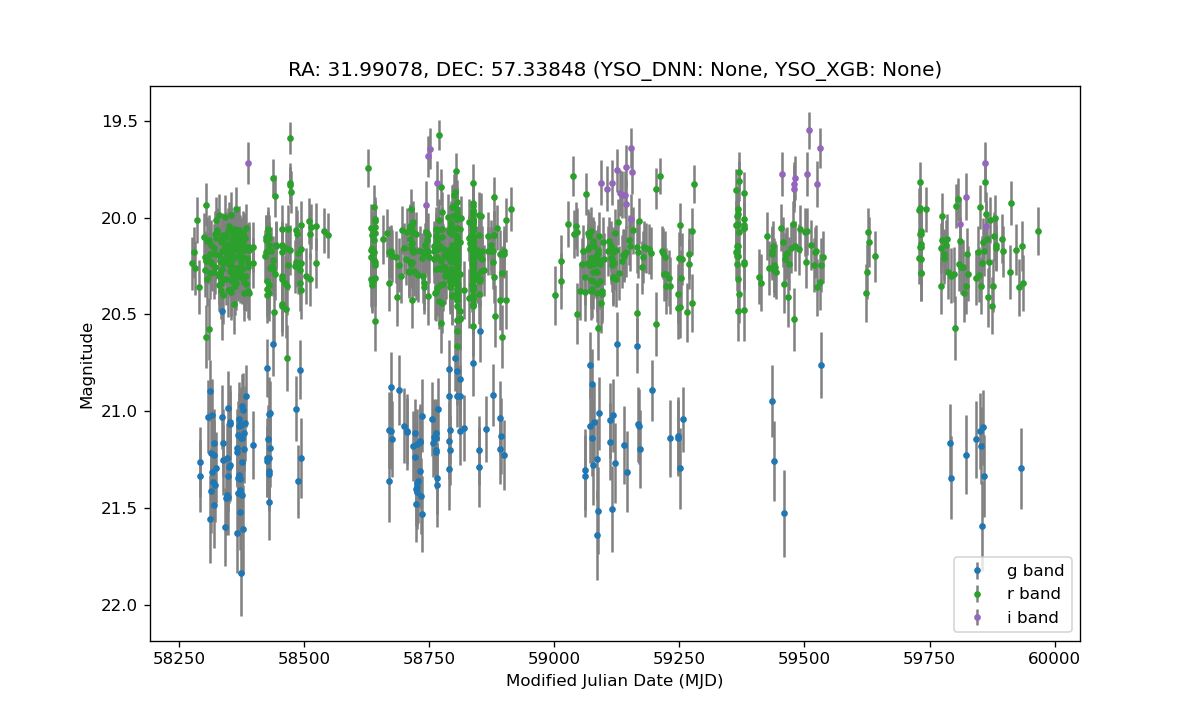 RA: 31.99078, DEC: 57.33848 (YSO_DNN: None, YSO_XGB: None)
Magnitude
19.5
20.0
20.5
21.0
21.5
22.0
g band
r band
i band
58250 58500 58750 59000 59250 59500 59750 60000
Modified Julian Date (MJD)